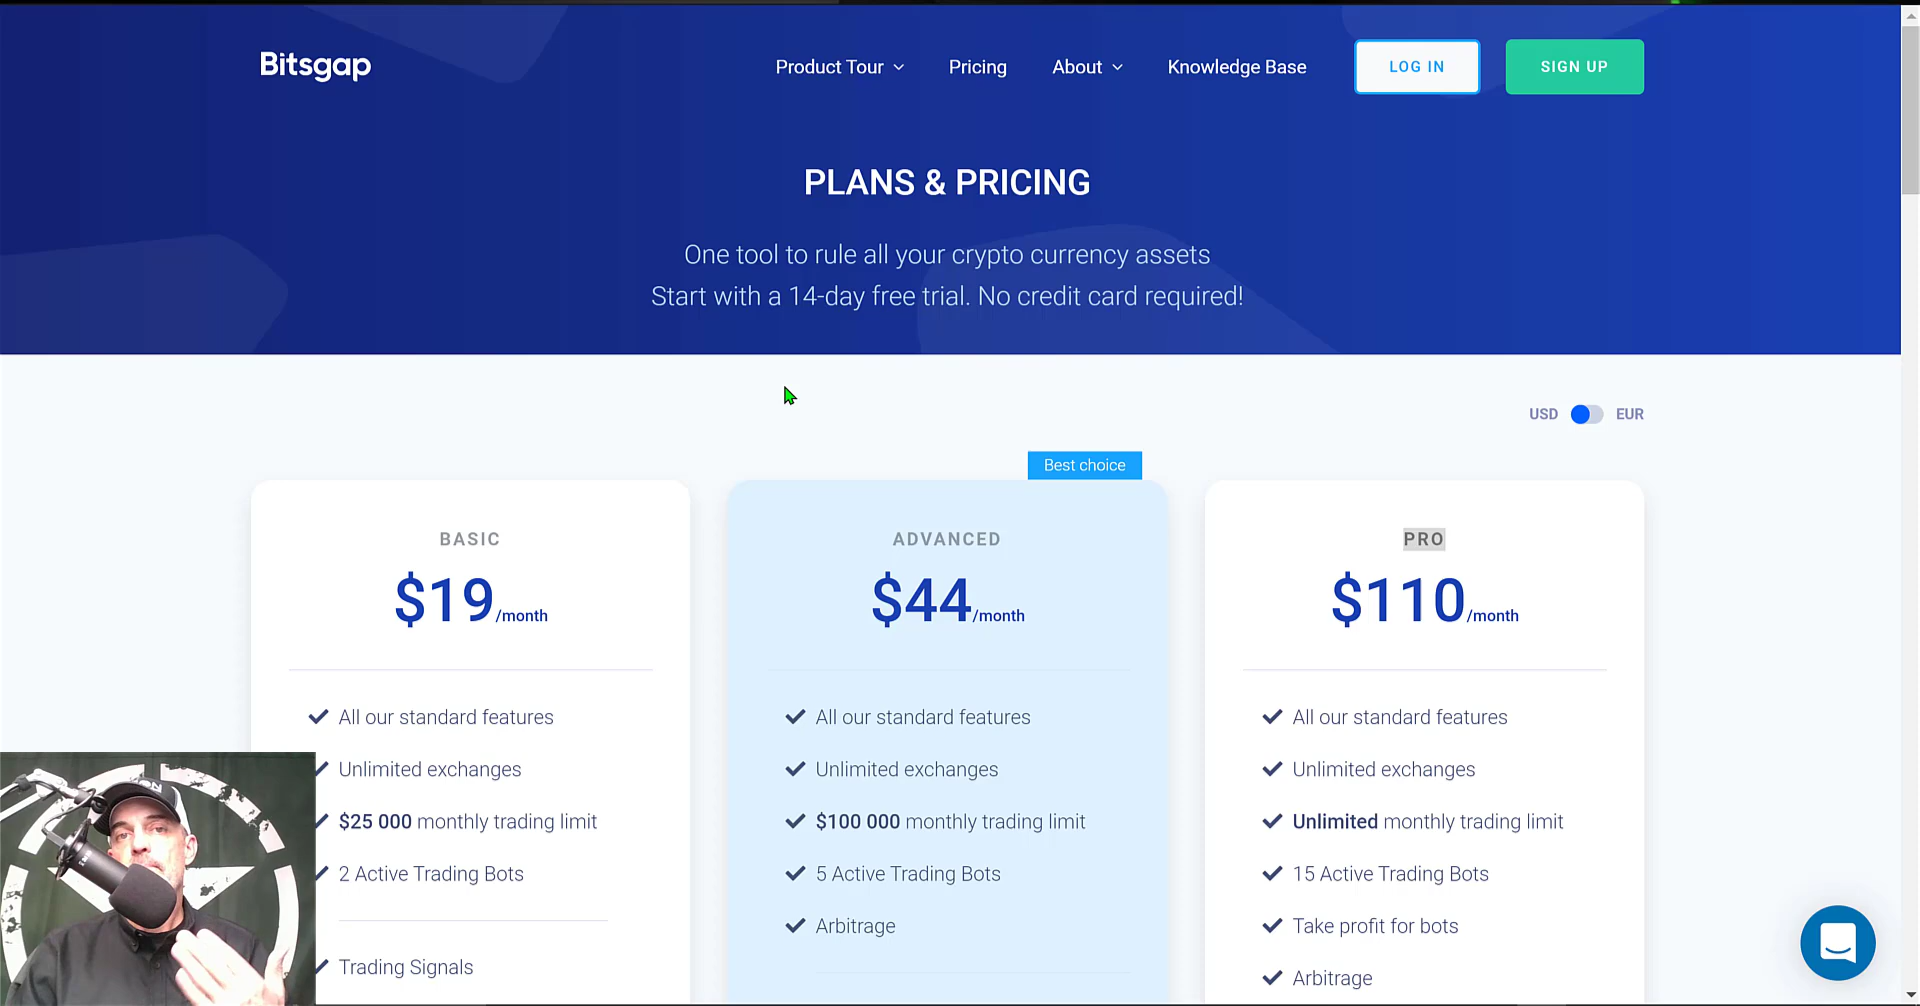 Bitsgap
Product Tour
Pricing
About
Knowledge Base
LOG IN
SIGN UP
PLANS & PRICING
One tool to rule all your crypto currency assets
Start with a 14-day free trial. No credit card required!
USD
EUR
Best choice
BASIC
$19/month
All our standard features
Unlimited exchanges
$25 000 monthly trading limit
2 Active Trading Bots
Trading Signals
ADVANCED
$44/month
All our standard features
Unlimited exchanges
$100 000 monthly trading limit
5 Active Trading Bots
Arbitrage
PRO
$110/month
All our standard features
Unlimited exchanges
Unlimited monthly trading limit
15 Active Trading Bots
Take profit for bots
Arbitrage